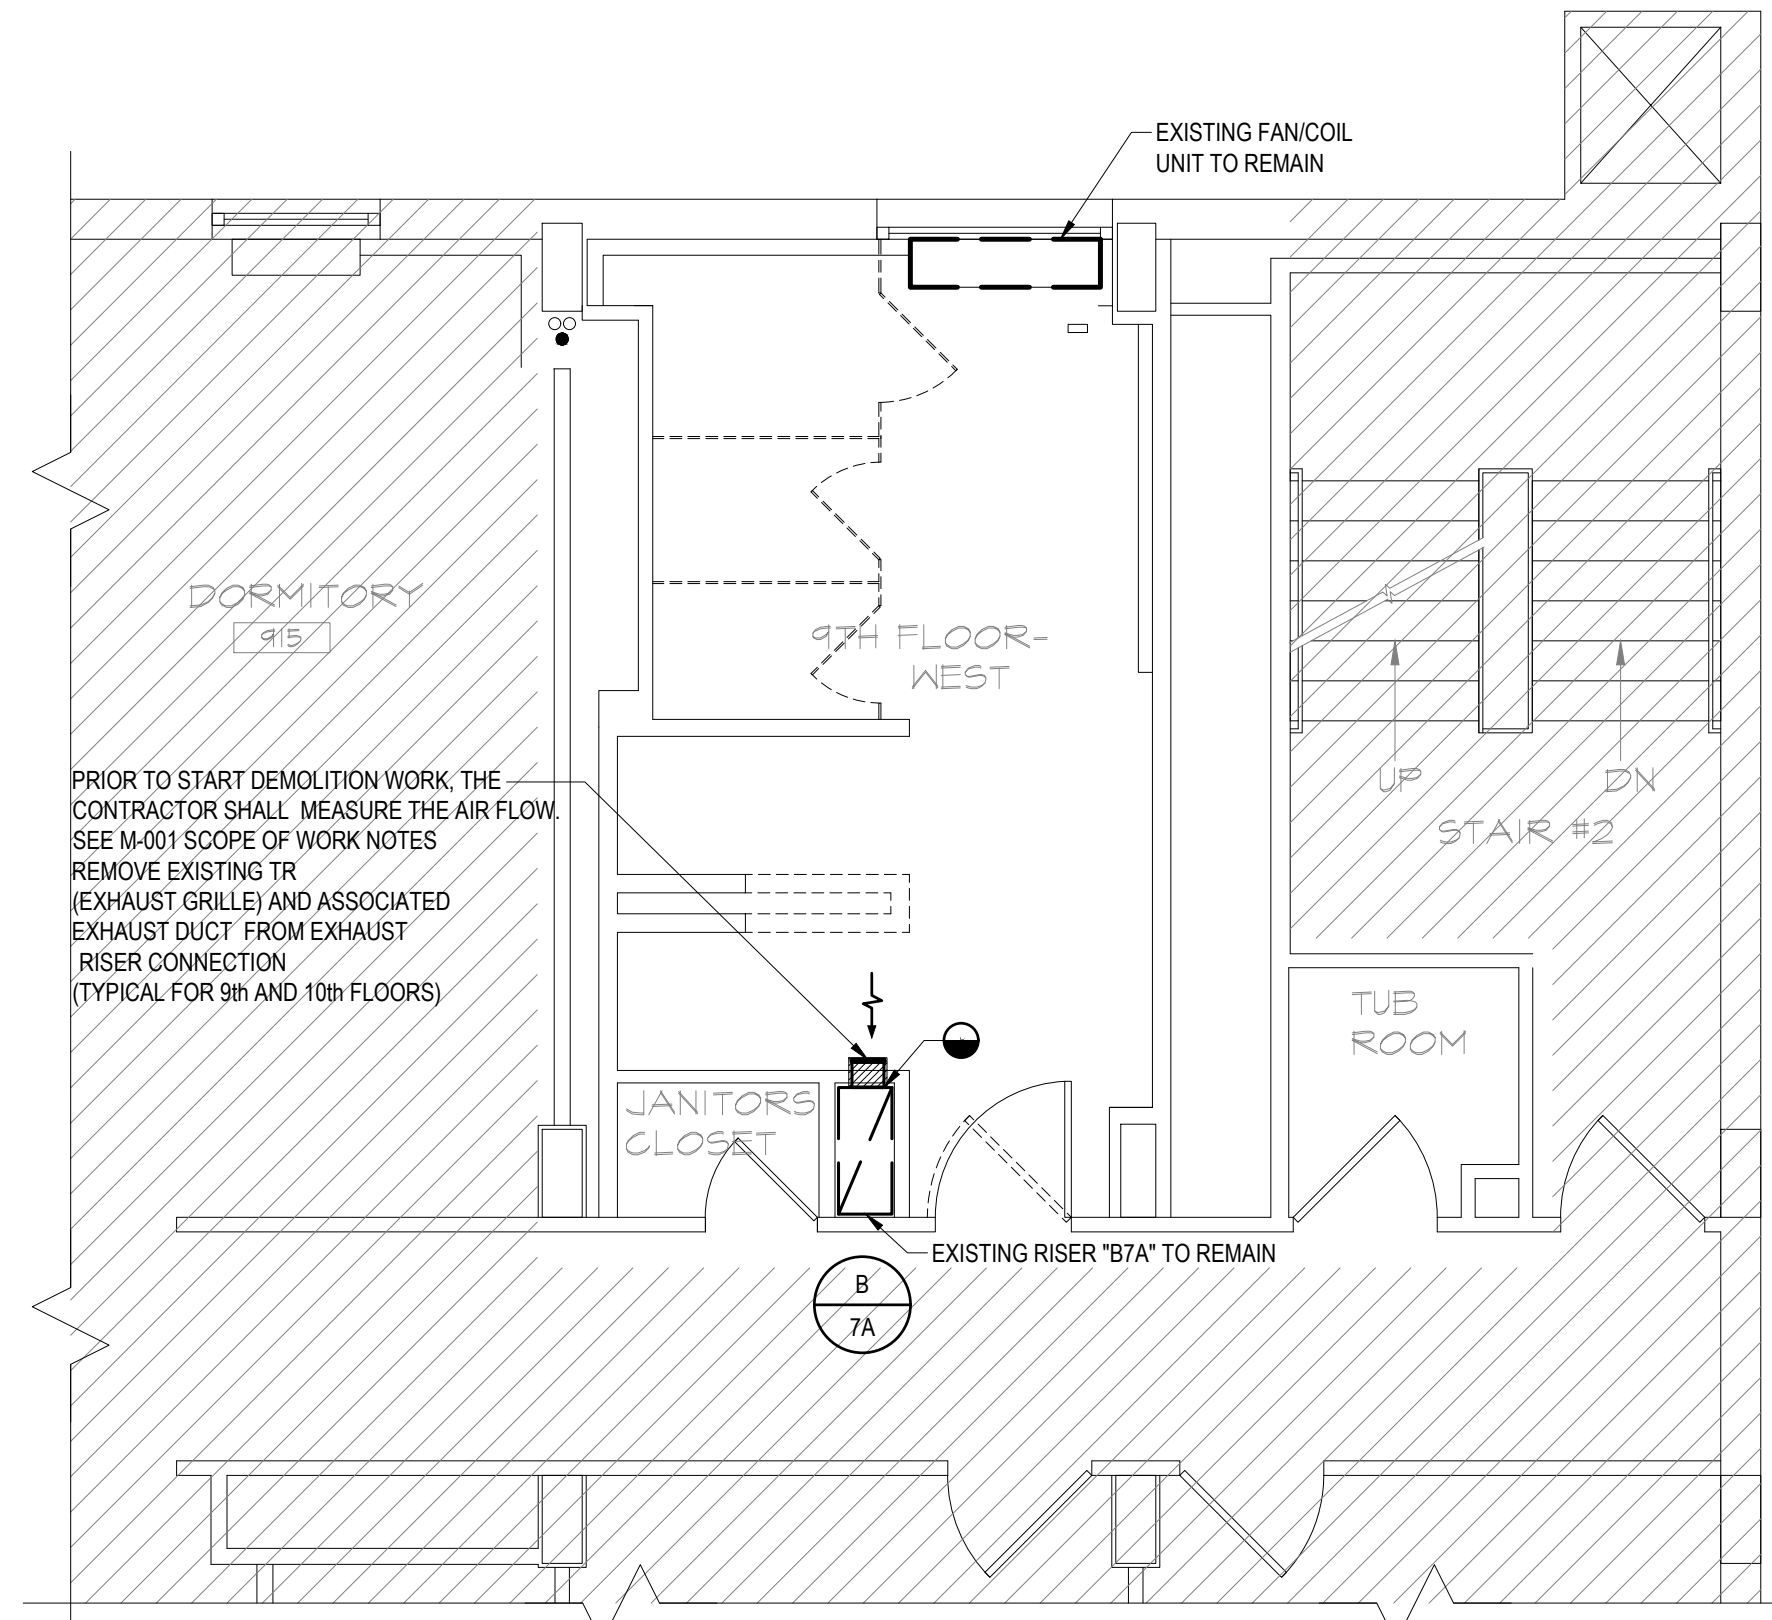 EXISTING FAN/COIL
UNIT TO REMAIN
DORMITORY
915
9TH FLOOR-
WEST
UP
DN
STAIR #2
PRIOR TO START DEMOLITION WORK, THE
CONTRACTOR SHALL MEASURE THE AIR FLOW.
SEE M-001 SCOPE OF WORK NOTES
REMOVE EXISTING TR
(EXHAUST GRILLE) AND ASSOCIATED
EXHAUST DUCT FROM EXHAUST
RISER CONNECTION
(TYPICAL FOR 9th AND 10th FLOORS)
TUB
ROOM
JANITORS
CLOSET
EXISTING RISER "B7A" TO REMAIN
B
7A